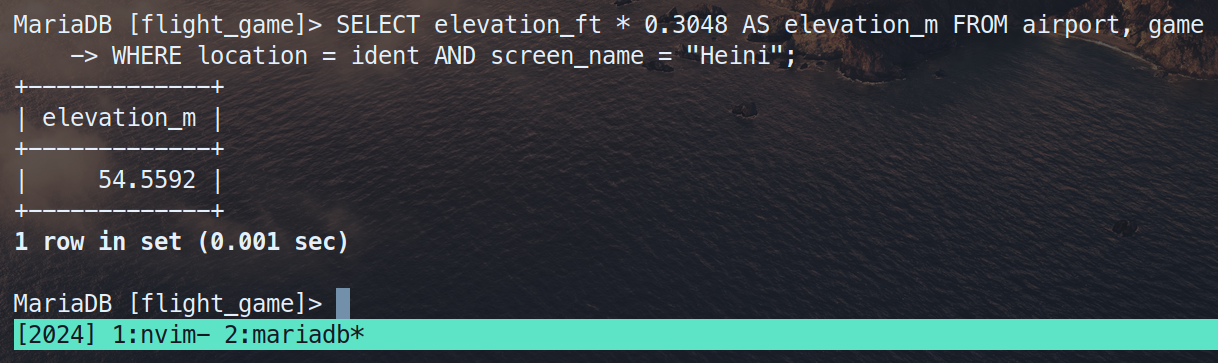 MariaDB [flight_game]> SELECT elevation_ft * 0.3048 AS elevation_m FROM airport, game
    -> WHERE location = ident AND screen_name = "Heini";
+-------------+
| elevation_m |
+-------------+
|     54.5592 |
+-------------+
1 row in set (0.001 sec)

MariaDB [flight_game]>
[2024] 1:nvim- 2:mariadb*